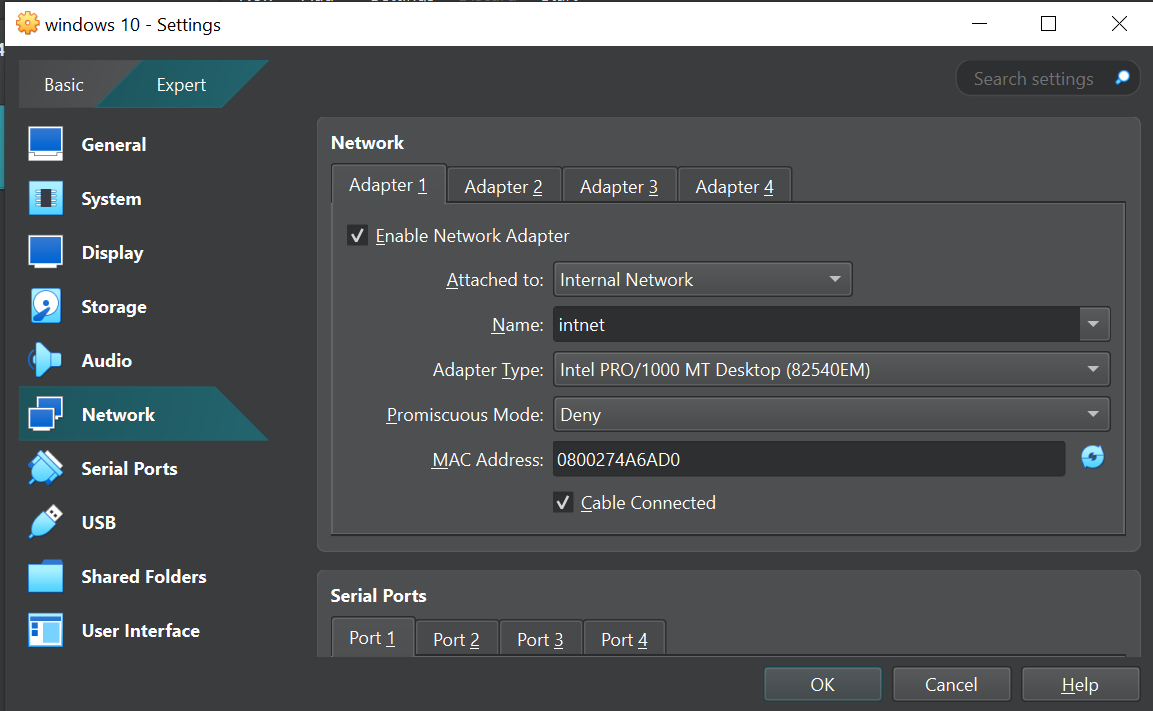 windows 10 - Settings
Basic
Expert
Search settings
General
System
Display
Storage
Audio
Network
Serial Ports
USB
Shared Folders
User Interface
Network
Adapter 1
Adapter 2
Adapter 3
Adapter 4
Enable Network Adapter
Attached to: Internal Network
Name: intnet
Adapter Type: Intel PRO/1000 MT Desktop (82540EM)
Promiscuous Mode: Deny
MAC Address: 0800274A6AD0
Cable Connected
Serial Ports
Port 1
Port 2
Port 3
Port 4
OK
Cancel
Help